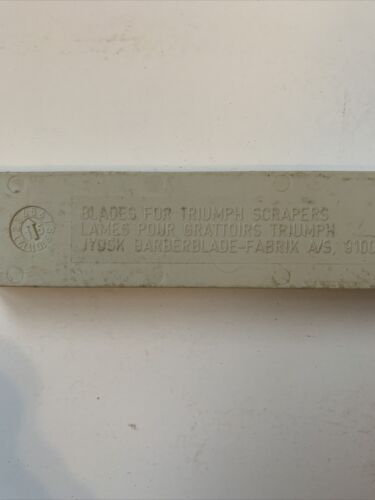 BLADES FOR TRIUMPH SCRAPERS
LAMES POUR GRATTOIRS TRIUMPH
JYDSK BARBERBLADE-FABRIK A/S, 9100